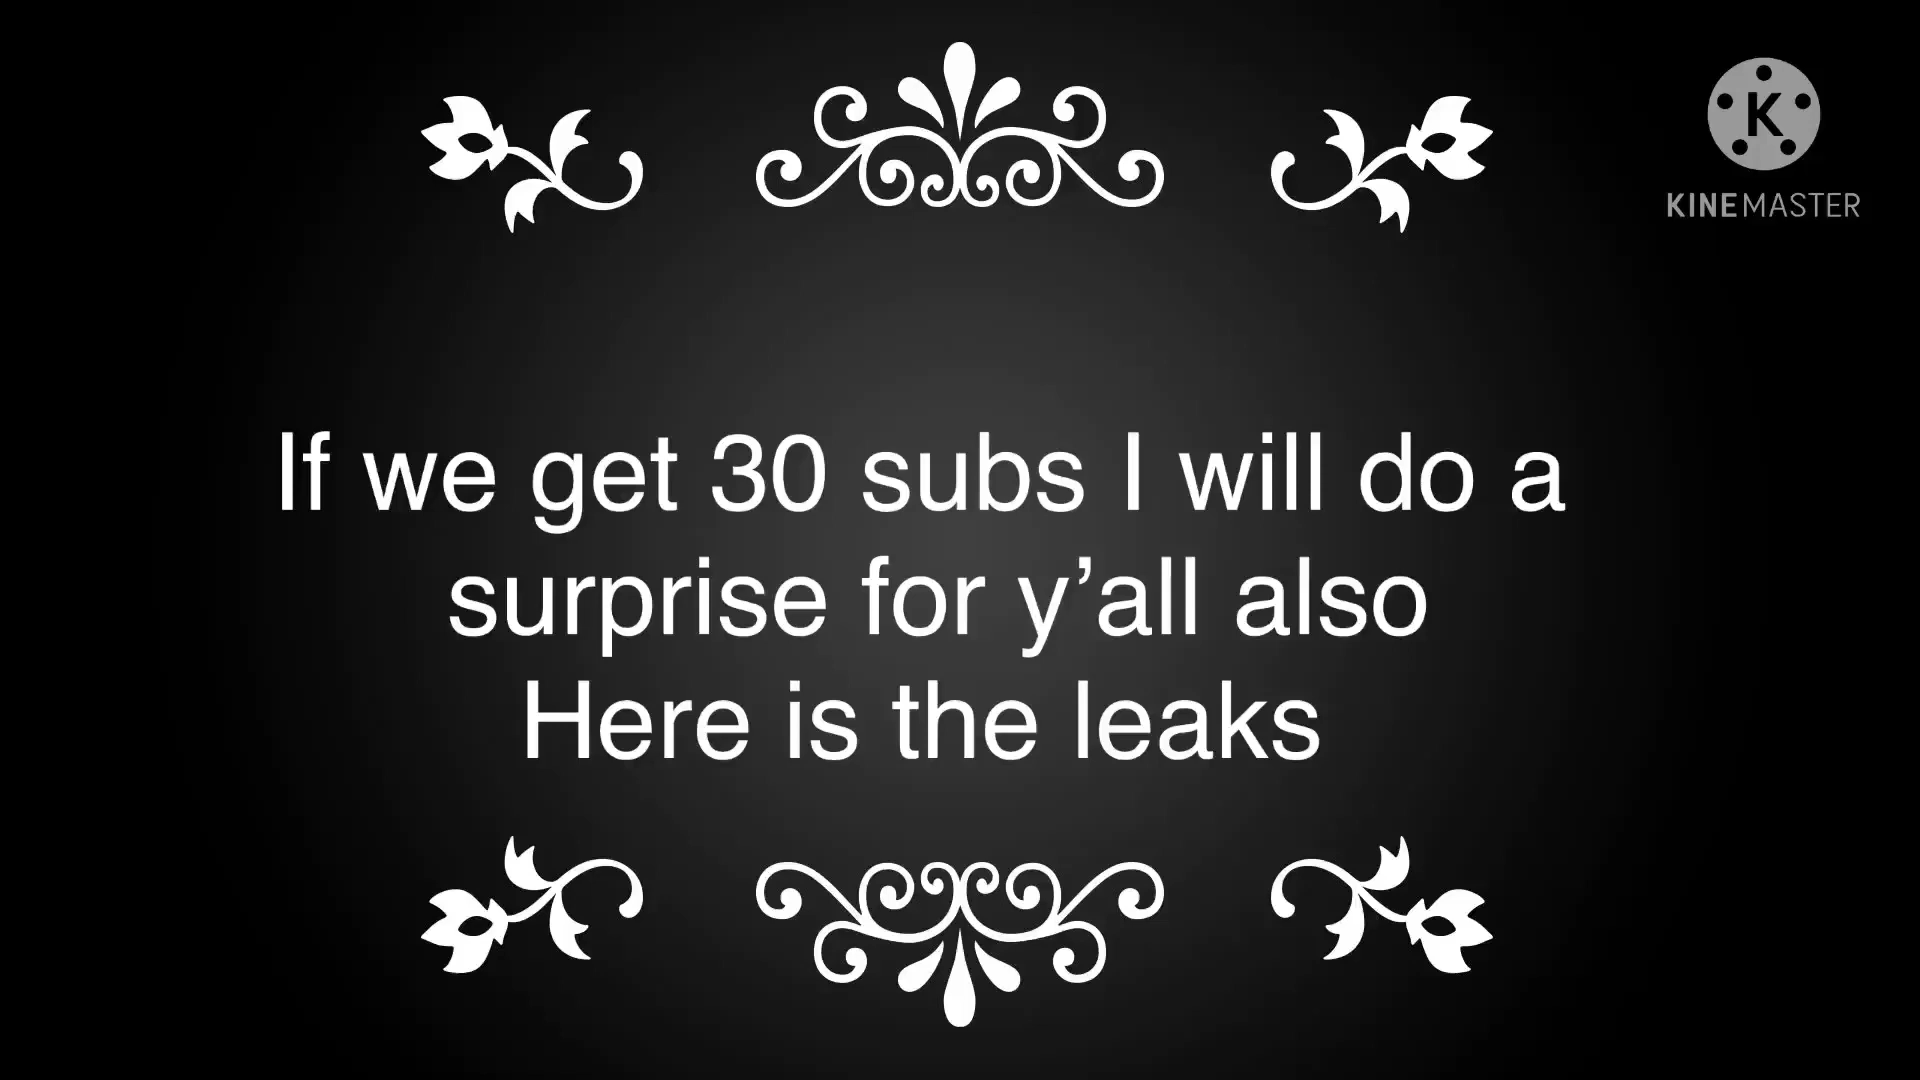 K
KINEMASTER
If we get 30 subs I will do a
surprise for y’all also
Here is the leaks